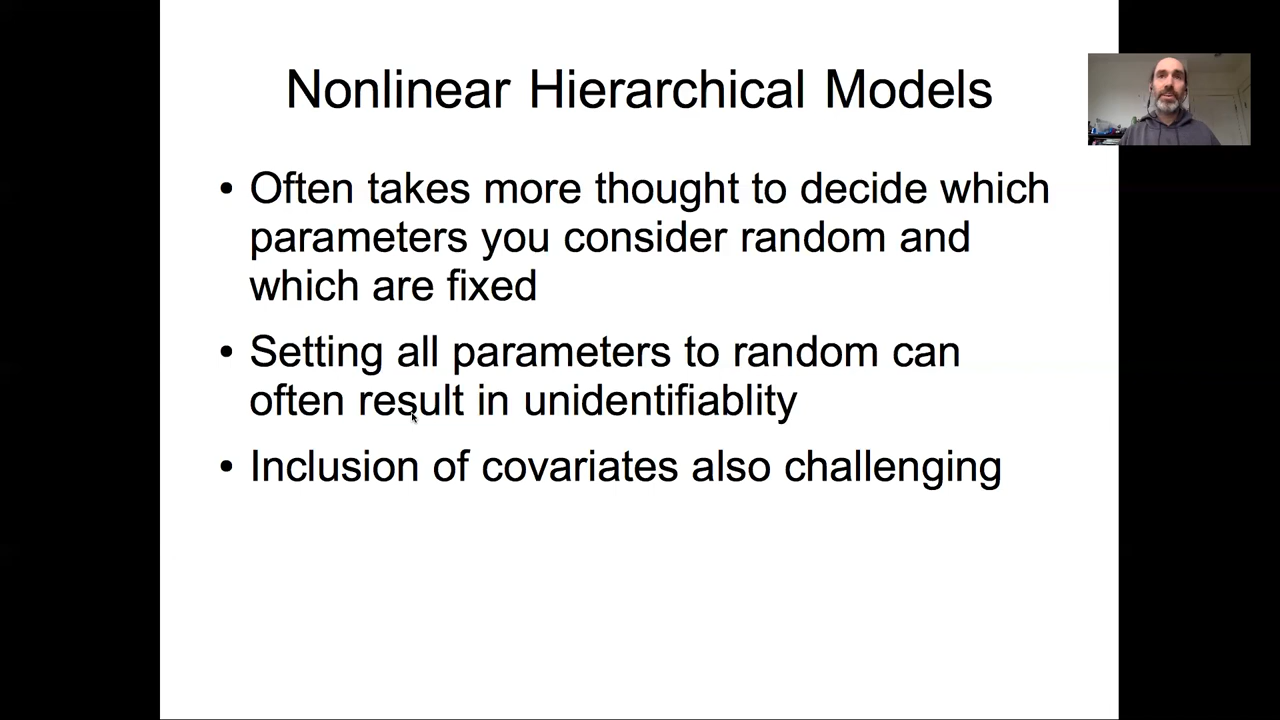 Nonlinear Hierarchical Models
• Often takes more thought to decide which
parameters you consider random and
which are fixed
• Setting all parameters to random can
often result in unidentifiablity
• Inclusion of covariates also challenging